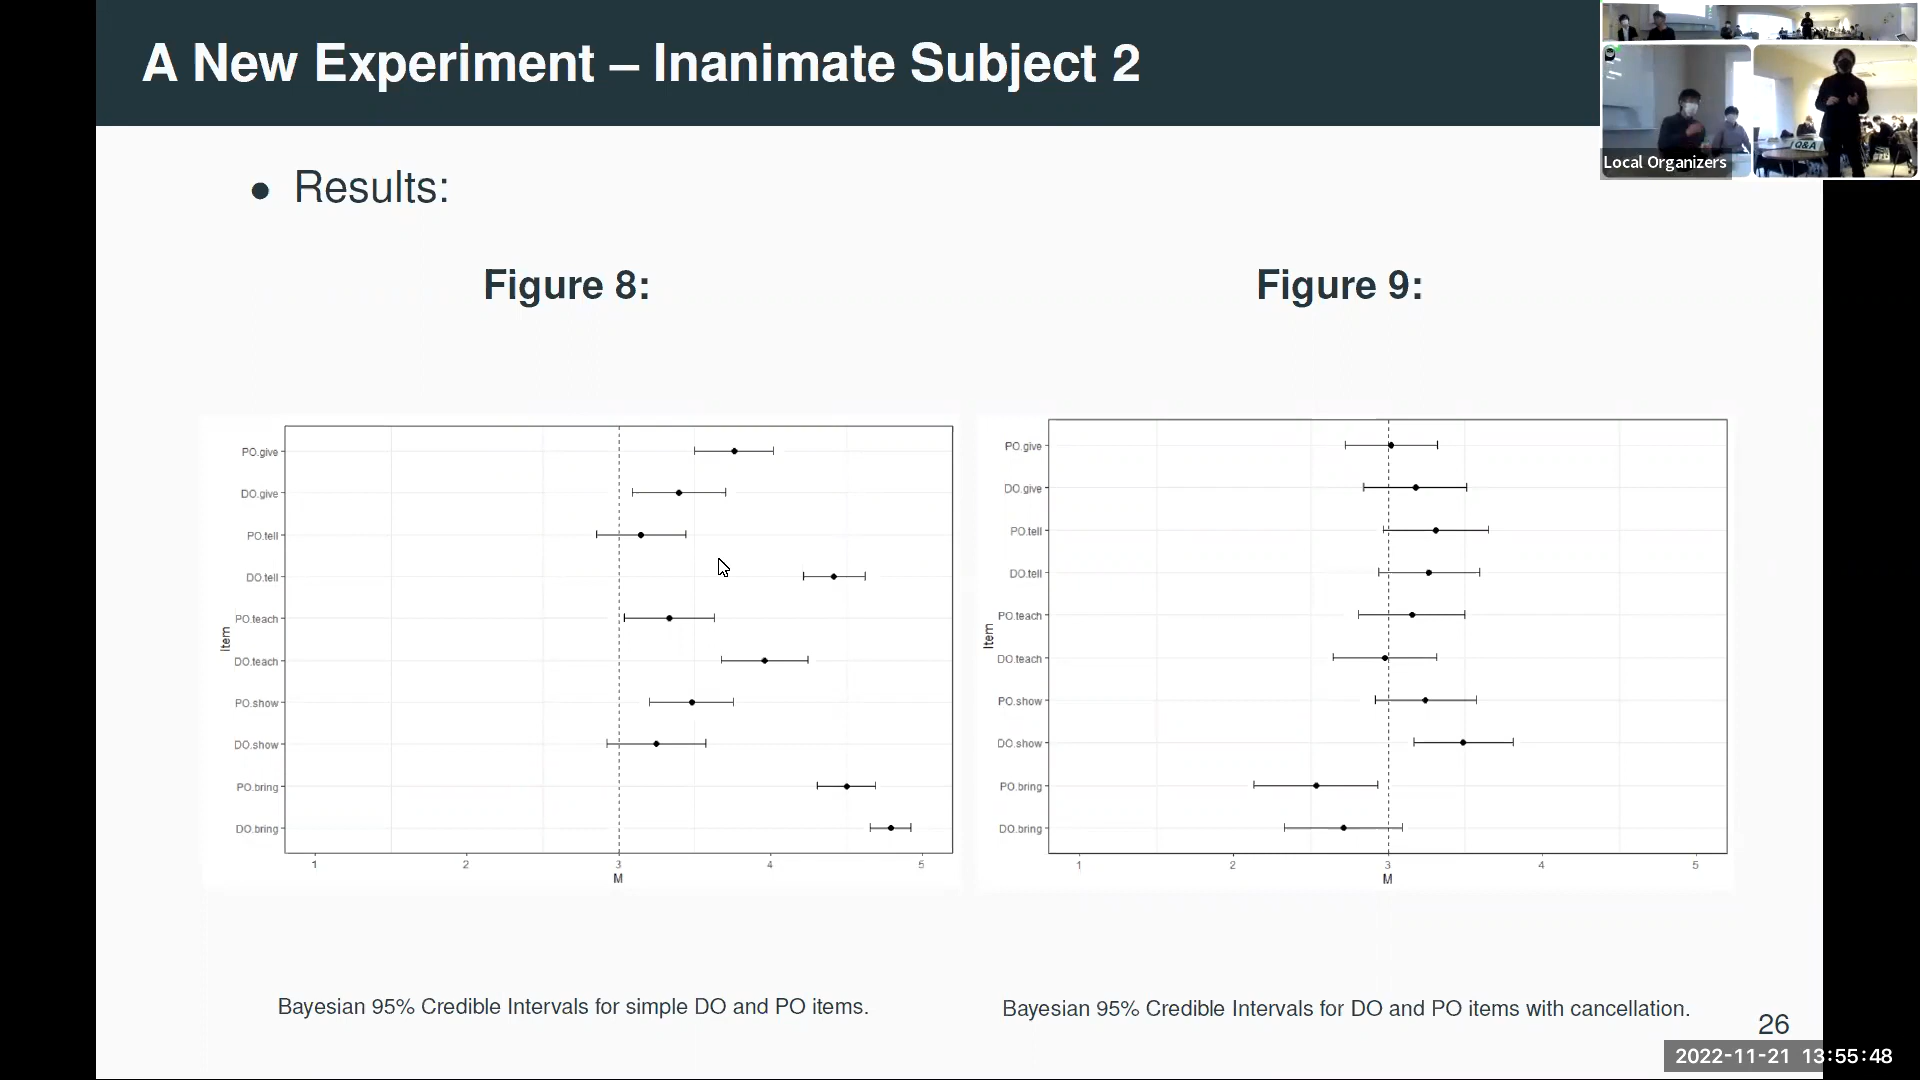 A New Experiment – Inanimate Subject 2
Local Organizers
Q&A
● Results:
Figure 8:
Figure 9:
PO.give
DO.give
PO.tell
DO.tell
PO.teach
DO.teach
PO.show
DO.show
PO.bring
DO.bring
Item
1 2 3 4 5
M
PO.give
DO.give
PO.tell
DO.tell
PO.teach
DO.teach
PO.show
DO.show
PO.bring
DO.bring
Item
1 2 3 4 5
M
Bayesian 95% Credible Intervals for simple DO and PO items.
Bayesian 95% Credible Intervals for DO and PO items with cancellation.
26
2022-11-21 13:55:48